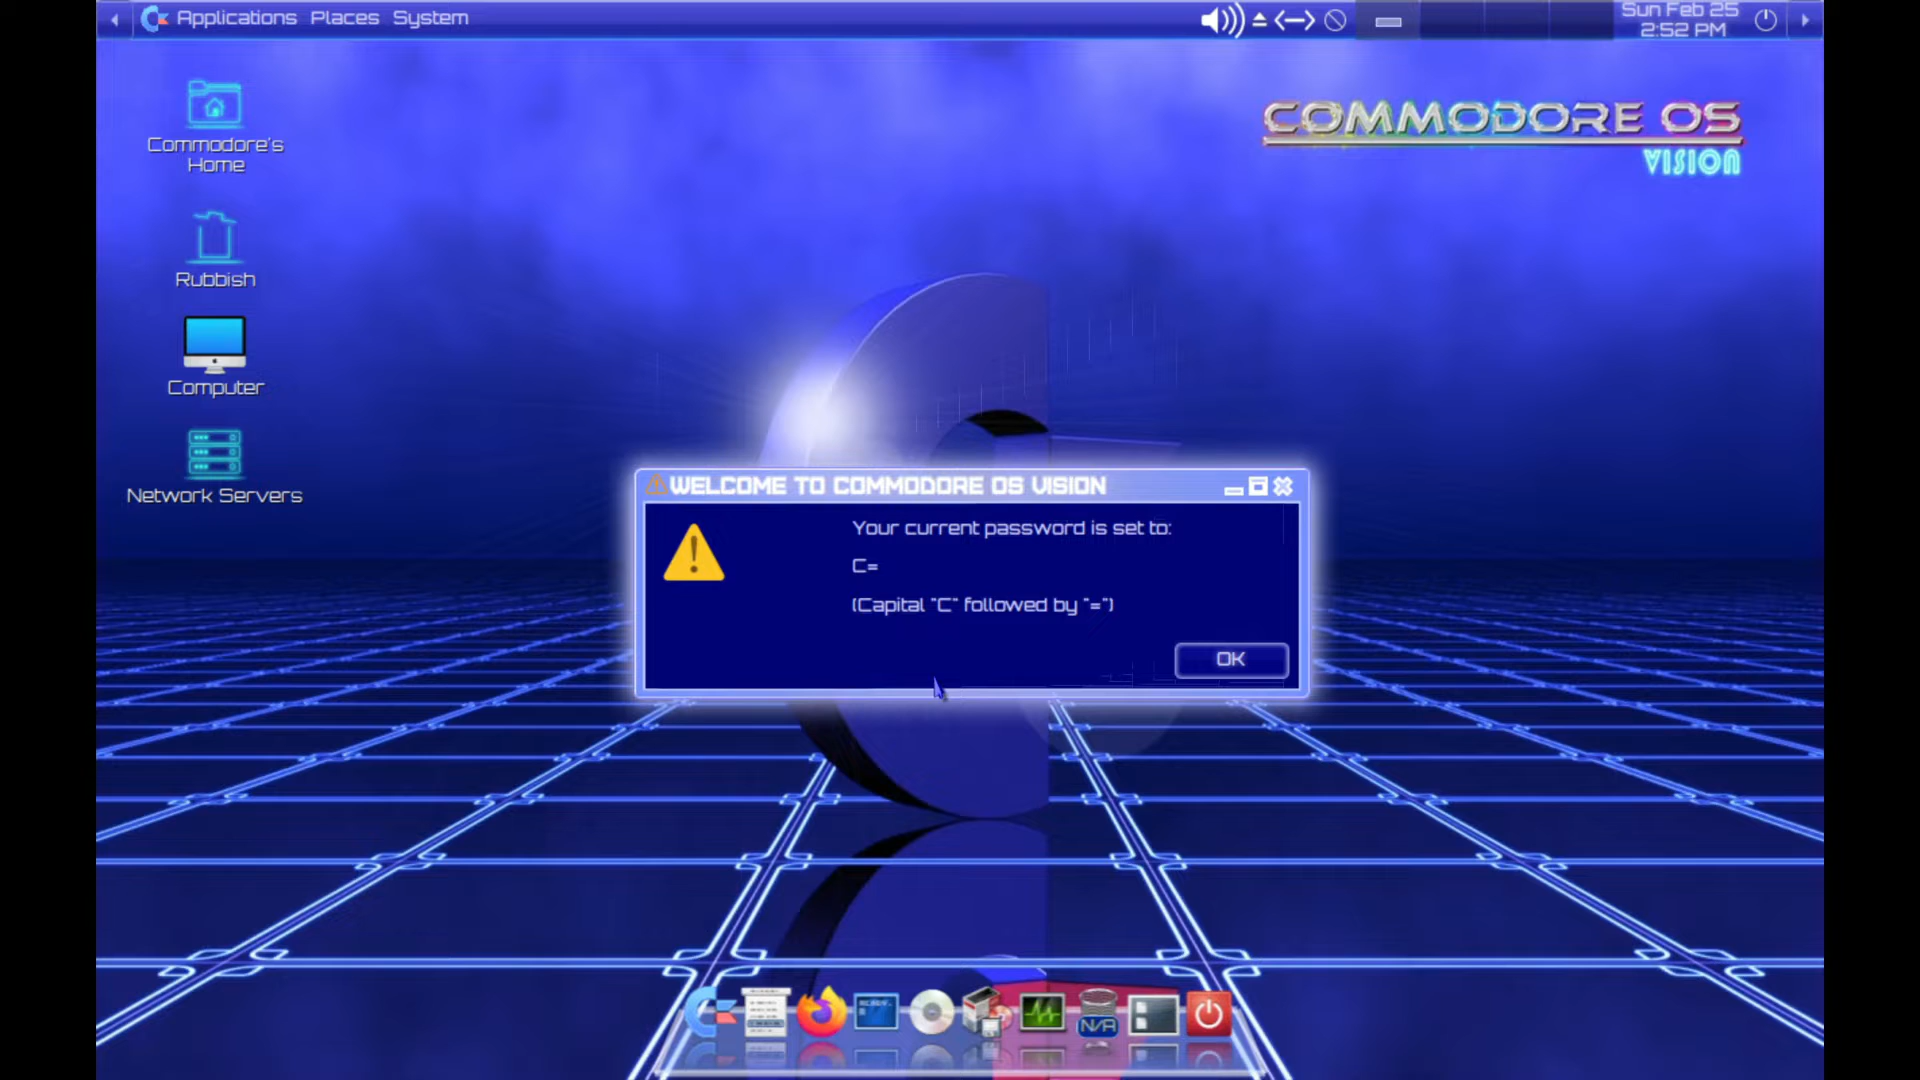 Applications Places System
Sun Feb 25
2:52 PM
COMMODORE OS
VISION
Commodore's
Home
Rubbish
Computer
Network Servers
WELCOME TO COMMODORE OS VISION
Your current password is set to:
C=
(Capital "C" followed by "=")
OK
READY.
N/A